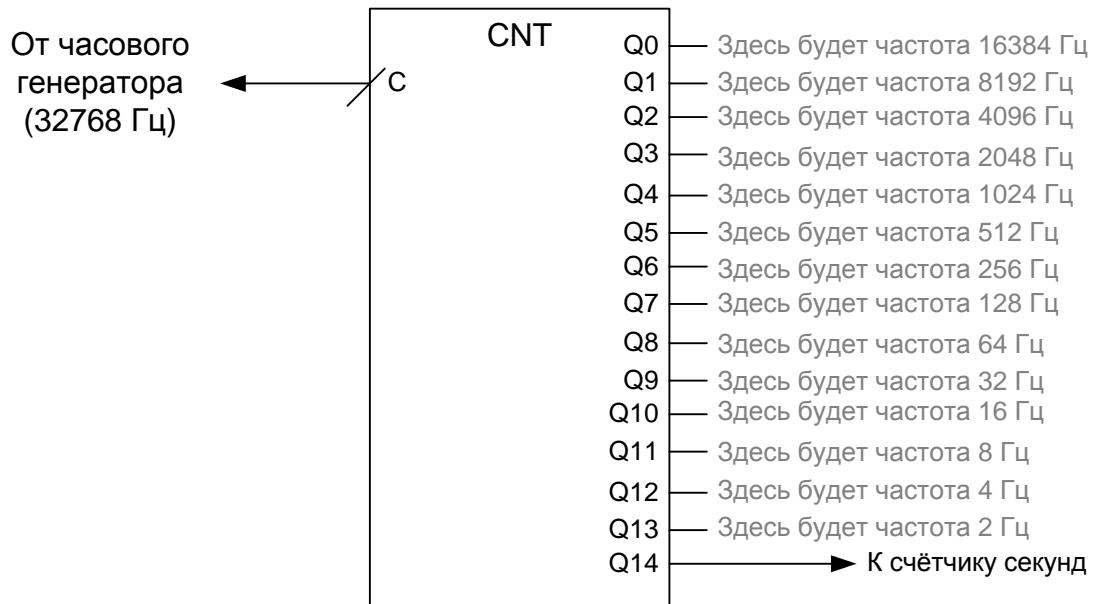 От часового
генератора
(32768 Гц)
CNT
C
Q0 Здесь будет частота 16384 Гц
Q1 Здесь будет частота 8192 Гц
Q2 Здесь будет частота 4096 Гц
Q3 Здесь будет частота 2048 Гц
Q4 Здесь будет частота 1024 Гц
Q5 Здесь будет частота 512 Гц
Q6 Здесь будет частота 256 Гц
Q7 Здесь будет частота 128 Гц
Q8 Здесь будет частота 64 Гц
Q9 Здесь будет частота 32 Гц
Q10 Здесь будет частота 16 Гц
Q11 Здесь будет частота 8 Гц
Q12 Здесь будет частота 4 Гц
Q13 Здесь будет частота 2 Гц
Q14 К счётчику секунд